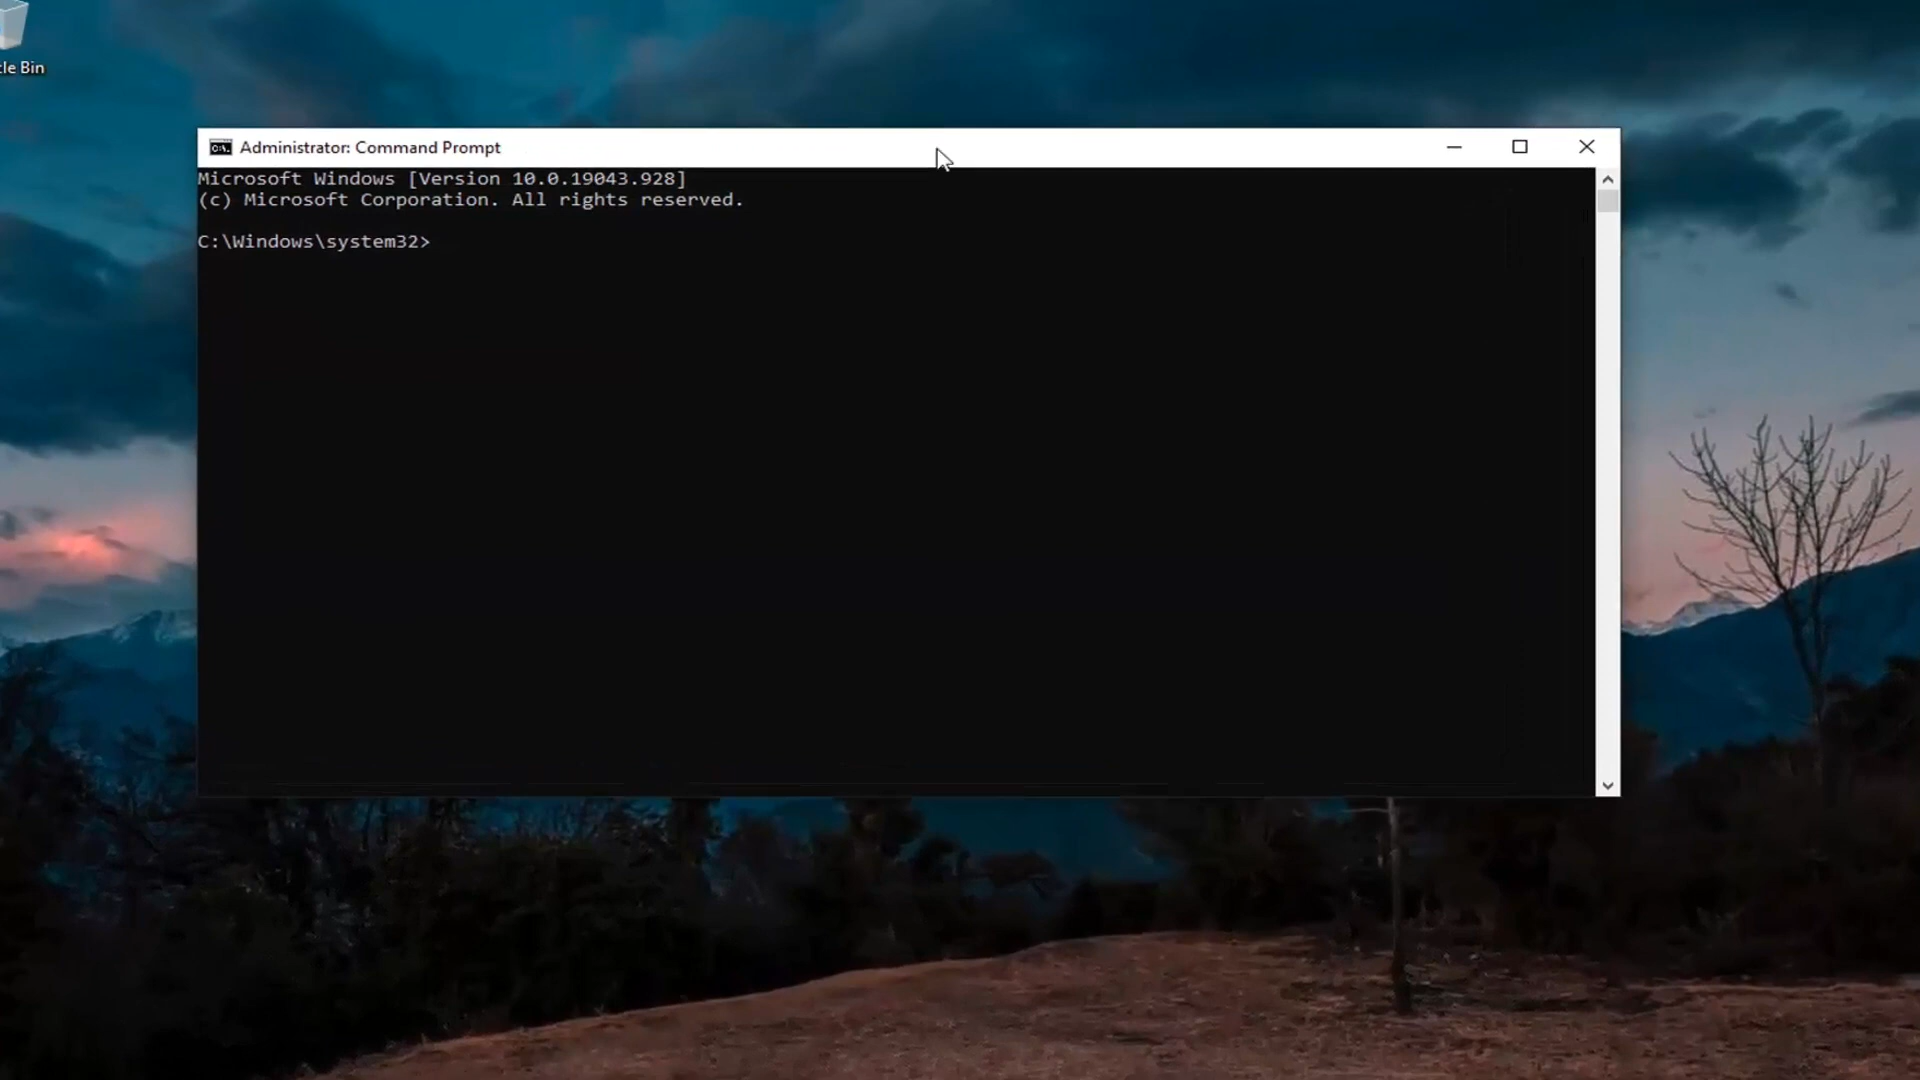 cle Bin
Administrator: Command Prompt
Microsoft Windows [Version 10.0.19043.928]
(c) Microsoft Corporation. All rights reserved.
C:\Windows\system32>